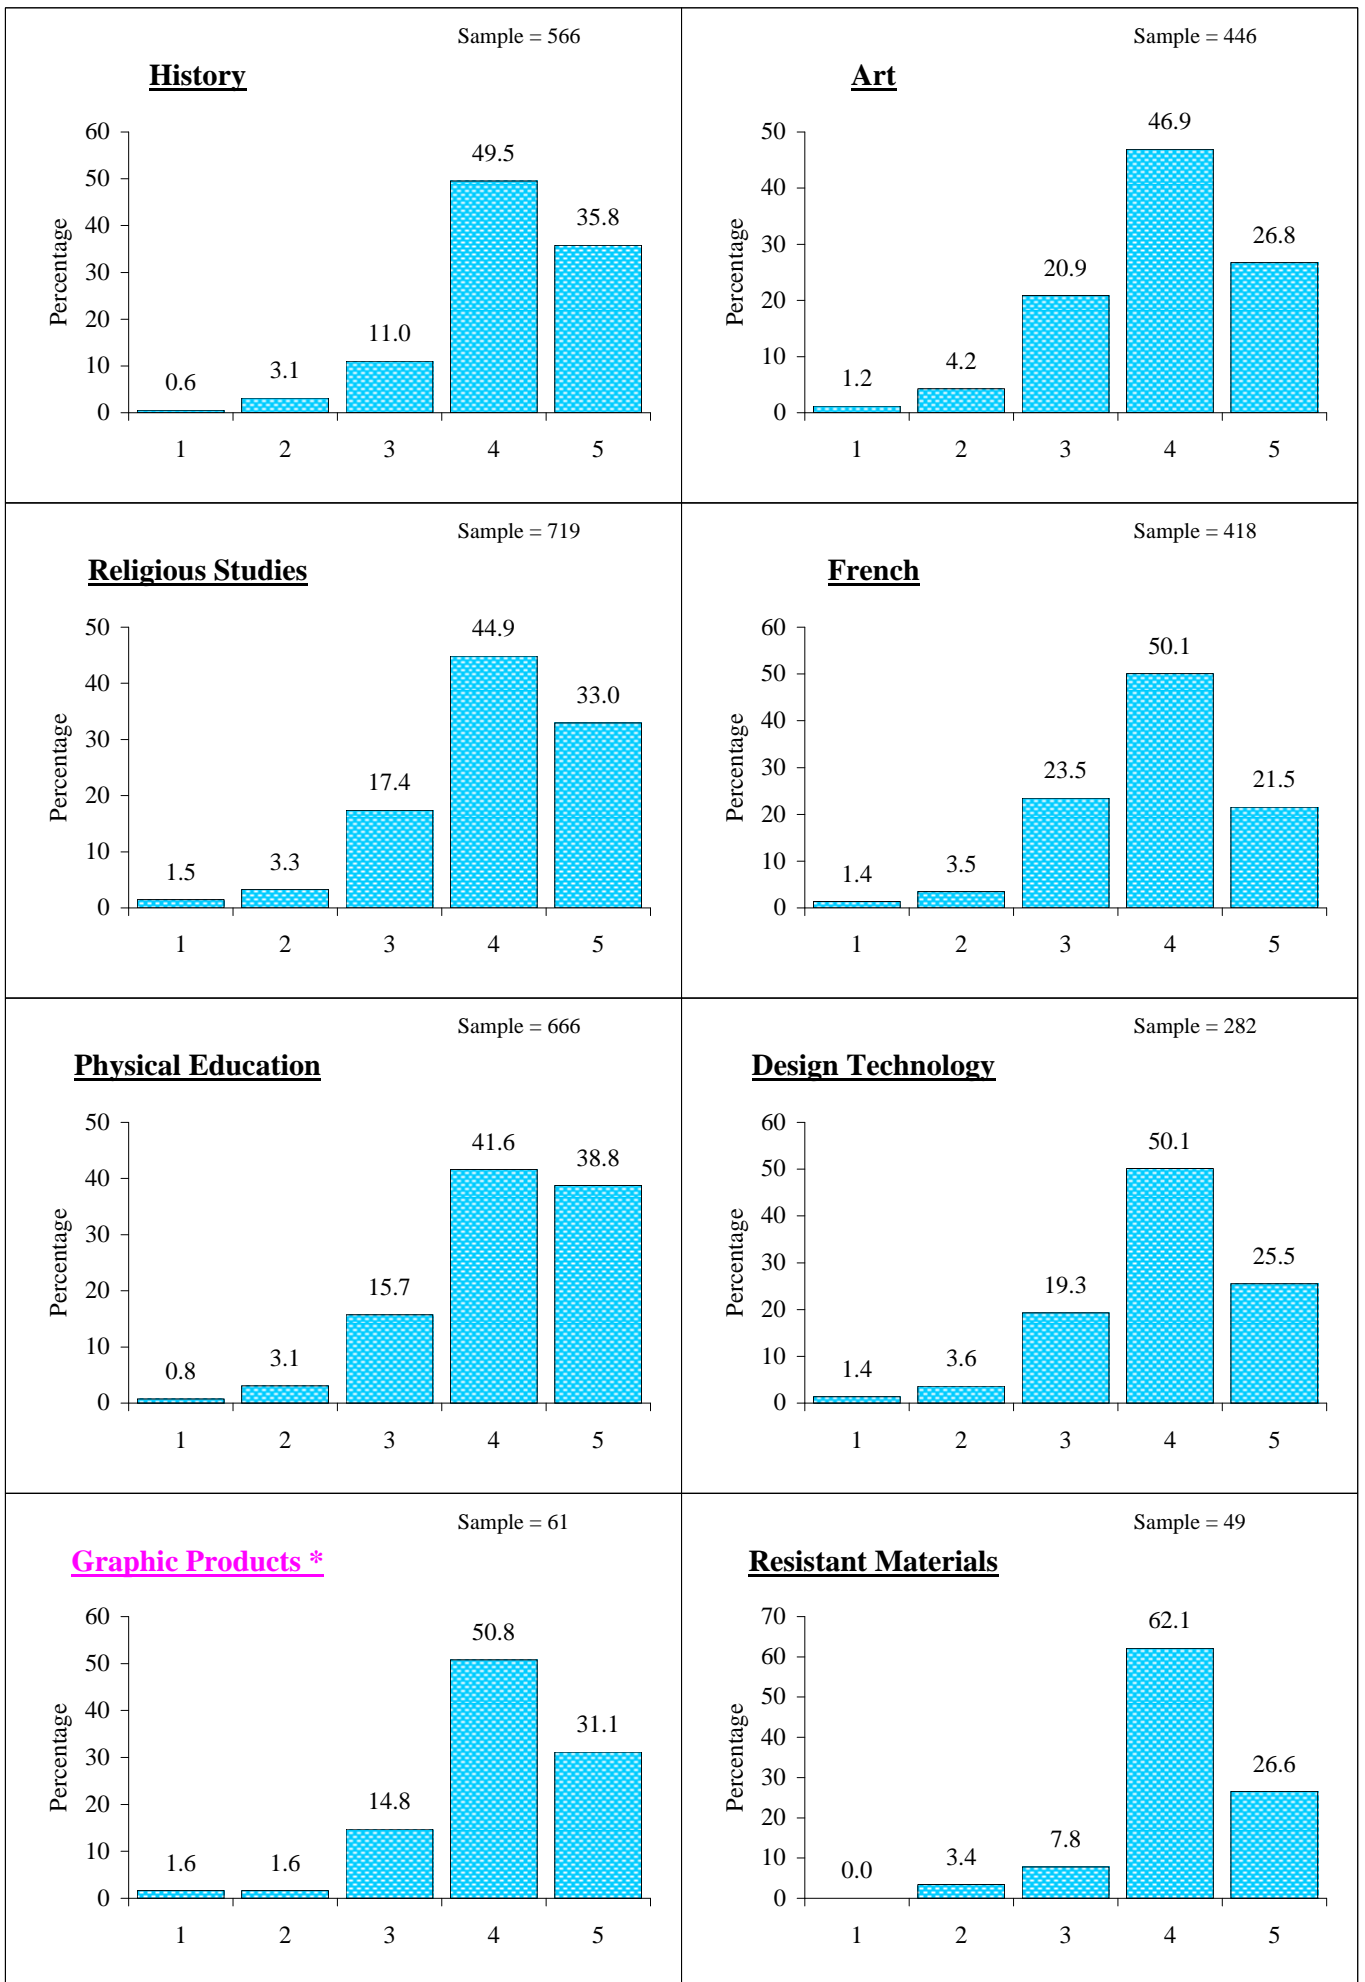 Sample = 566
History
60
50
40
30
20
10
0
Percentage
0.6
3.1
11.0
49.5
35.8
1 2 3 4 5
Sample = 446
Art
50
40
30
20
10
0
Percentage
1.2
4.2
20.9
46.9
26.8
1 2 3 4 5
Sample = 719
Religious Studies
50
40
30
20
10
0
Percentage
1.5
3.3
17.4
44.9
33.0
1 2 3 4 5
Sample = 418
French
60
50
40
30
20
10
0
Percentage
1.4
3.5
23.5
50.1
21.5
1 2 3 4 5
Sample = 666
Physical Education
50
40
30
20
10
0
Percentage
0.8
3.1
15.7
41.6
38.8
1 2 3 4 5
Sample = 282
Design Technology
60
50
40
30
20
10
0
Percentage
1.4
3.6
19.3
50.1
25.5
1 2 3 4 5
Sample = 61
Graphic Products *
60
50
40
30
20
10
0
Percentage
1.6
1.6
14.8
50.8
31.1
1 2 3 4 5
Sample = 49
Resistant Materials
70
60
50
40
30
20
10
0
Percentage
0.0
3.4
7.8
62.1
26.6
1 2 3 4 5